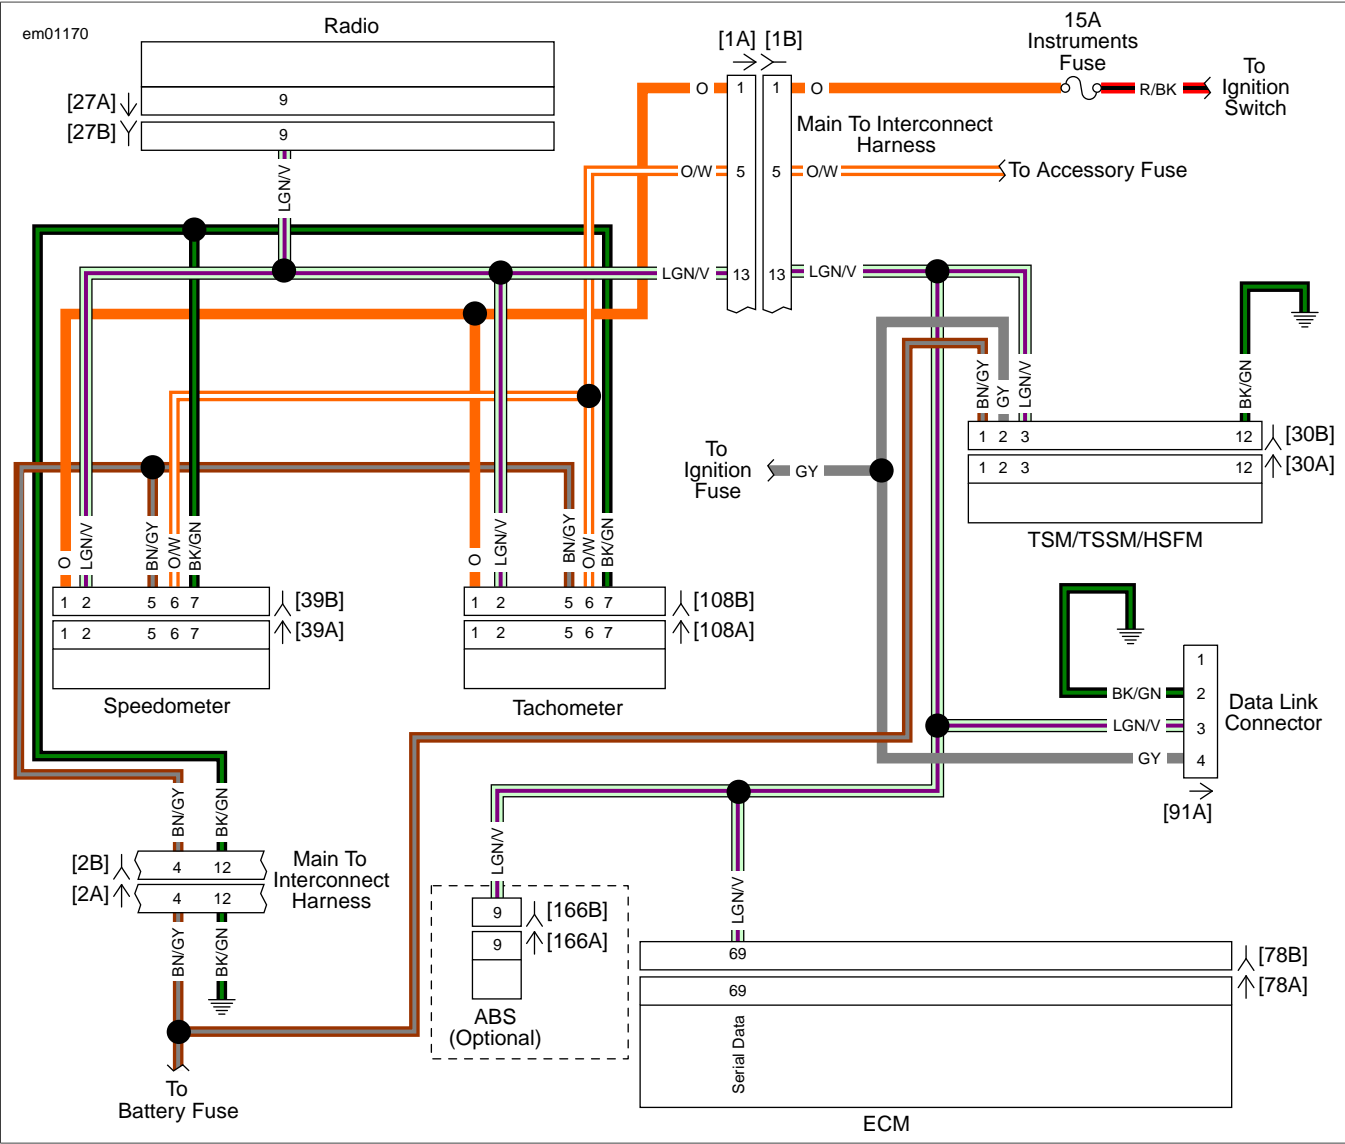 em01170
Radio
[27A]
9
[27B]
9
LGN/V
[1A] [1B]
15A
Instruments
Fuse
To
Ignition
Switch
O
1
1
O
R/BK
Main To Interconnect
Harness
O/W
5
5
O/W
To Accessory Fuse
LGN/V
13
13
LGN/V
BN/GY
GY
LGN/V
BK/GN
1 2 3 12
[30B]
1 2 3 12
[30A]
TSM/TSSM/HSFM
To
Ignition
Fuse
GY
O
LGN/V
BN/GY
O/W
BK/GN
1 2 5 6 7
[39B]
1 2 5 6 7
[39A]
Speedometer
O
LGN/V
BN/GY
O/W
BK/GN
1 2 5 6 7
[108B]
1 2 5 6 7
[108A]
Tachometer
1
BK/GN
2
LGN/V
3
GY
4
Data Link
Connector
[91A]
BN/GY
BK/GN
[2B]
4 12
[2A]
4 12
Main To
Interconnect
Harness
BN/GY
BK/GN
To
Battery Fuse
LGN/V
9
[166B]
9
[166A]
ABS
(Optional)
LGN/V
69
[78B]
69
[78A]
Serial Data
ECM